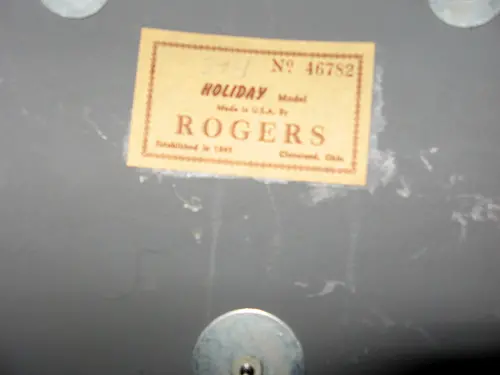 Nº 46782
HOLIDAY Model
Made in U.S.A. By
ROGERS
Established in 1849
Cleveland, Ohio